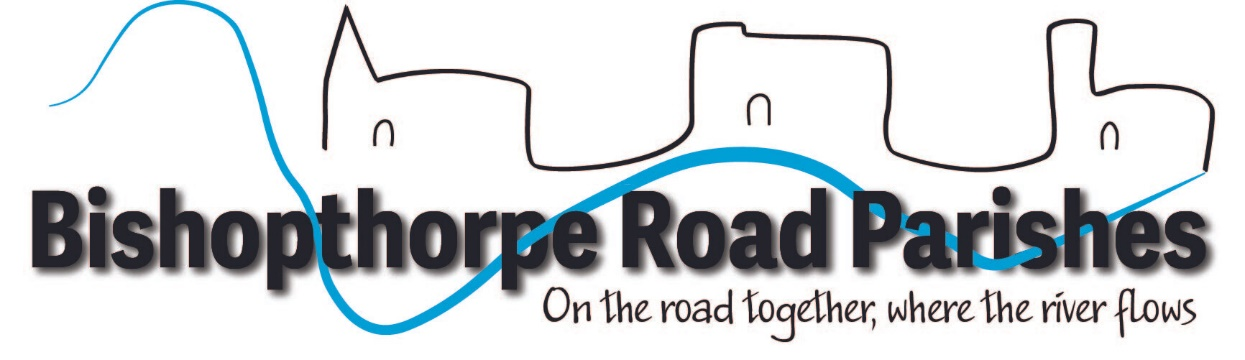 Bishopthorpe Road Parishes
On the road together, where the river flows